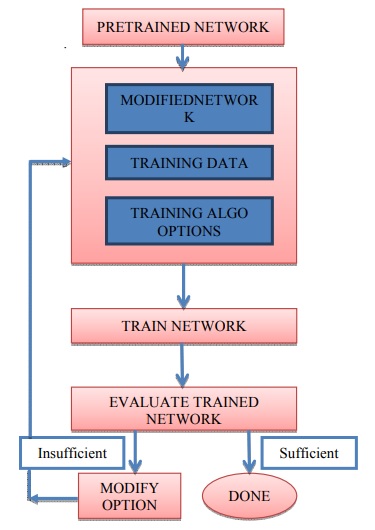 PRETRAINED NETWORK
MODIFIEDNETWOR
K
TRAINING DATA
TRAINING ALGO
OPTIONS
TRAIN NETWORK
EVALUATE TRAINED
NETWORK
Insufficient
Sufficient
MODIFY
OPTION
DONE